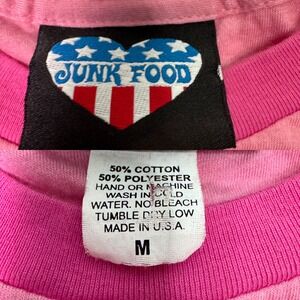 JUNK FOOD
50% COTTON
50% POLYESTER
HAND OR MACHINE
WASH IN COLD
WATER. NO BLEACH
TUMBLE DRY LOW
MADE IN U.S.A.
M